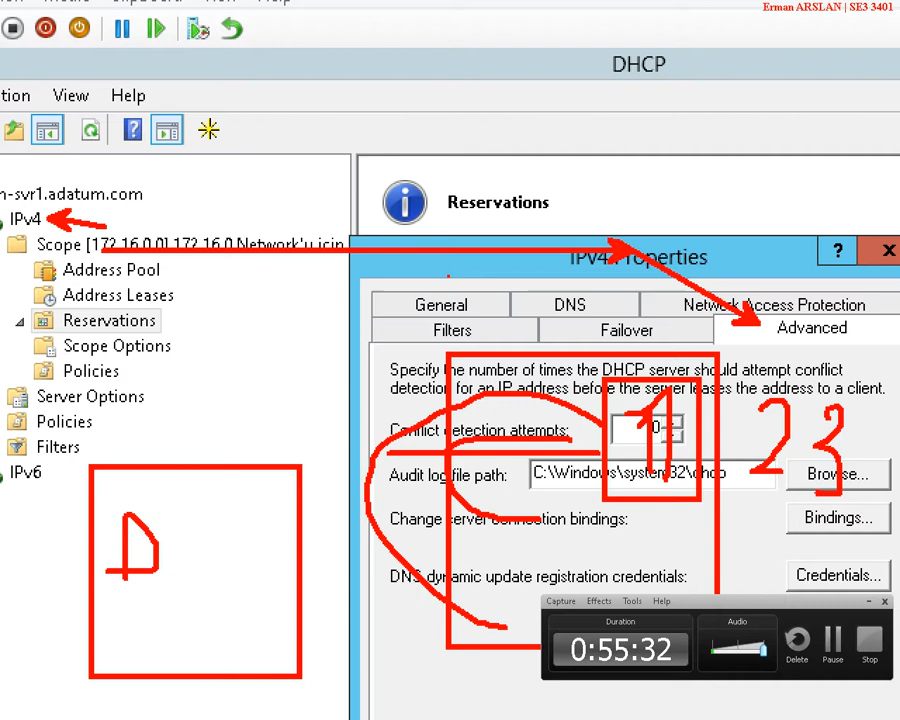 Erman ARSLAN | SE3 3401
DHCP
tion View Help
n-svr1.adatum.com
IPv4
Scope [172.16.0.0] 172.16.0 Network'u icin
Address Pool
Address Leases
Reservations
Scope Options
Policies
Server Options
Policies
Filters
IPv6
D
Reservations
IPv4 Properties
? x
General DNS Network Access Protection
Filters Failover Advanced
Specify the number of times the DHCP server should attempt conflict
detection for an IP address before the server leases the address to a client.
Conflict detection attempts: 0
1 2 3
Audit log file path: C:\Windows\system32\dhcp Browse...
Change server connection bindings: Bindings...
DNS dynamic update registration credentials: Credentials...
Capture Effects Tools Help
Duration Audio
0:55:32
Delete Pause Stop